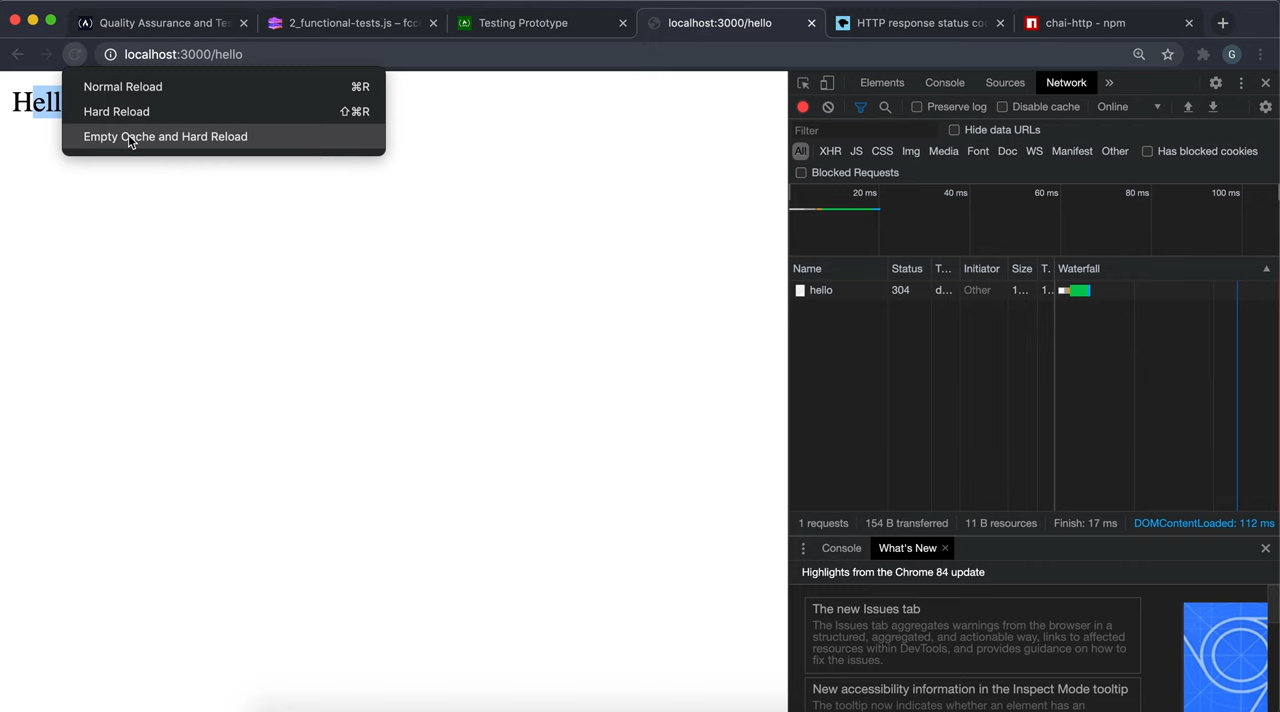 Quality Assurance and Tes
2_functional-tests.js – fcc
Testing Prototype
localhost:3000/hello
HTTP response status co
chai-http - npm
localhost:3000/hello
G
Normal Reload ⌘R
Hard Reload ⇧⌘R
Empty Cache and Hard Reload
Hell
Elements Console Sources Network »
Preserve log Disable cache Online
Filter Hide data URLs
All XHR JS CSS Img Media Font Doc WS Manifest Other Has blocked cookies
Blocked Requests
20 ms 40 ms 60 ms 80 ms 100 ms
Name Status T... Initiator Size T. Waterfall
hello 304 d... Other 1... 1..
1 requests 154 B transferred 11 B resources Finish: 17 ms DOMContentLoaded: 112 ms
Console What's New
Highlights from the Chrome 84 update
The new Issues tab
The Issues tab aggregates warnings from the browser in a
structured, aggregated, and actionable way, links to affected
resources within DevTools, and provides guidance on how to
fix the issues.
New accessibility information in the Inspect Mode tooltip
The tooltip now indicates whether an element has an